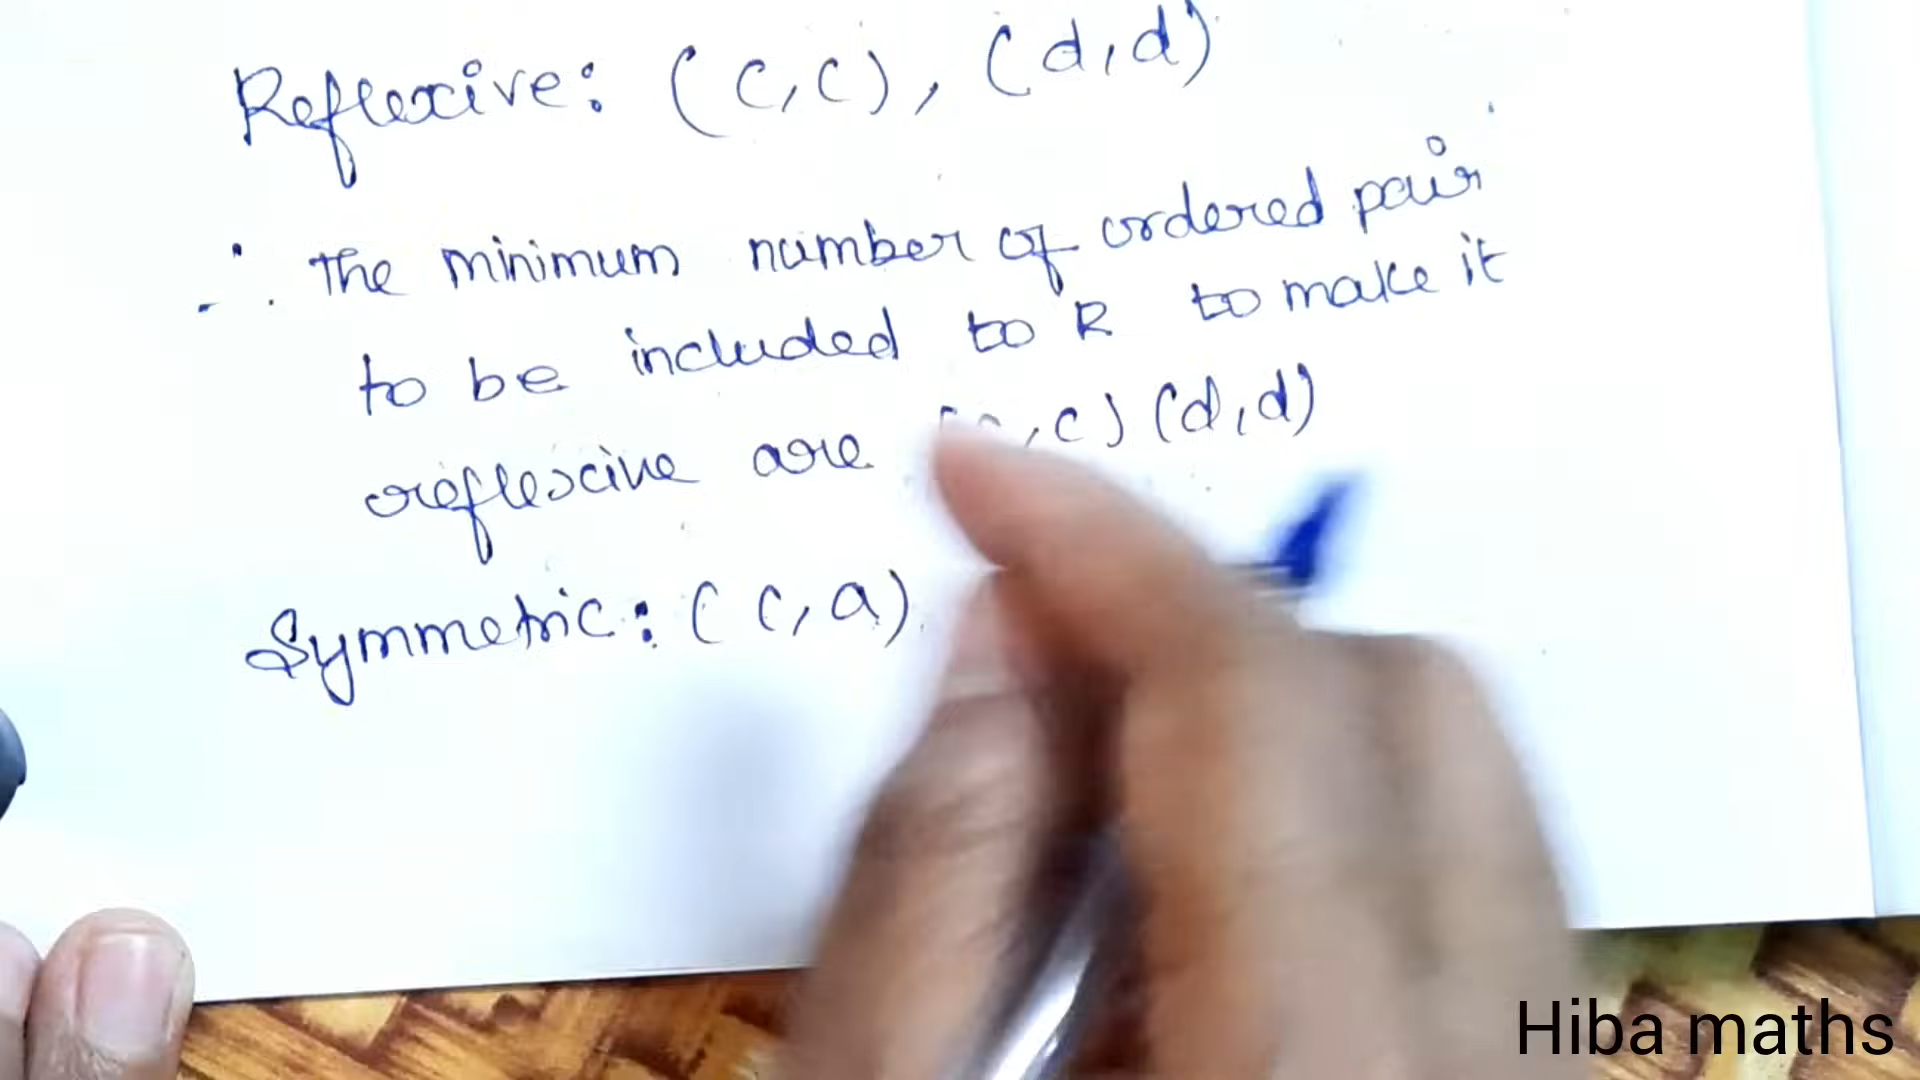 Reflexive: (c,c), (d,d)
∴ The minimum number of ordered pair
to be included to R to make it
reflexive are (c,c) (d,d)
Symmetric: (c,a)
Hiba maths